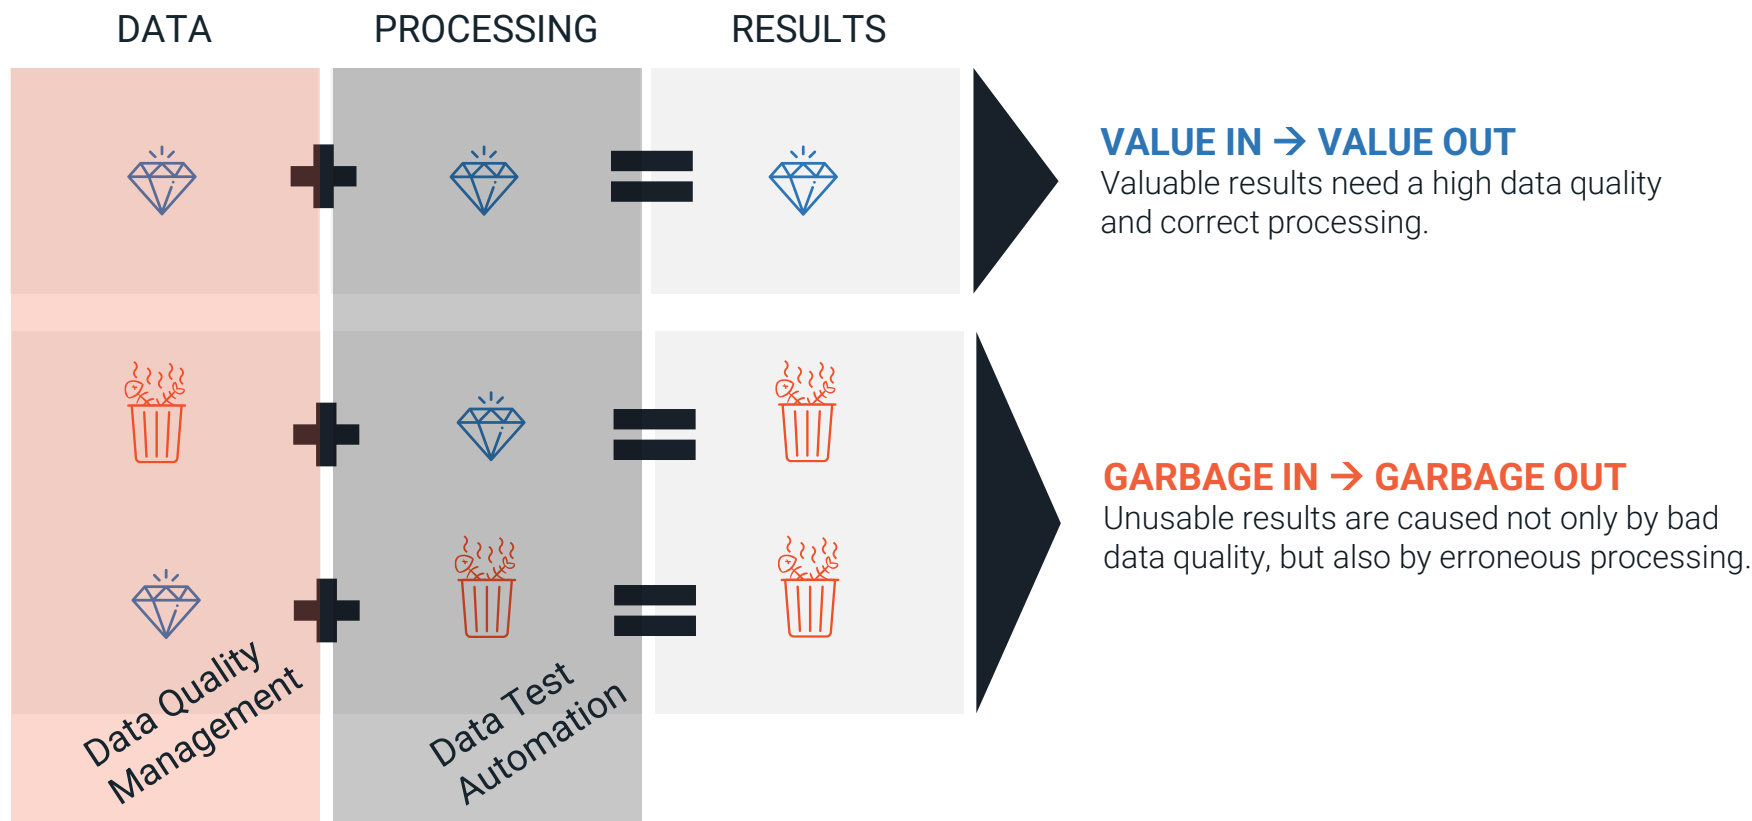 DATA
PROCESSING
RESULTS
VALUE IN → VALUE OUT
Valuable results need a high data quality
and correct processing.
GARBAGE IN → GARBAGE OUT
Unusable results are caused not only by bad
data quality, but also by erroneous processing.
Data Quality
Management
Data Test
Automation